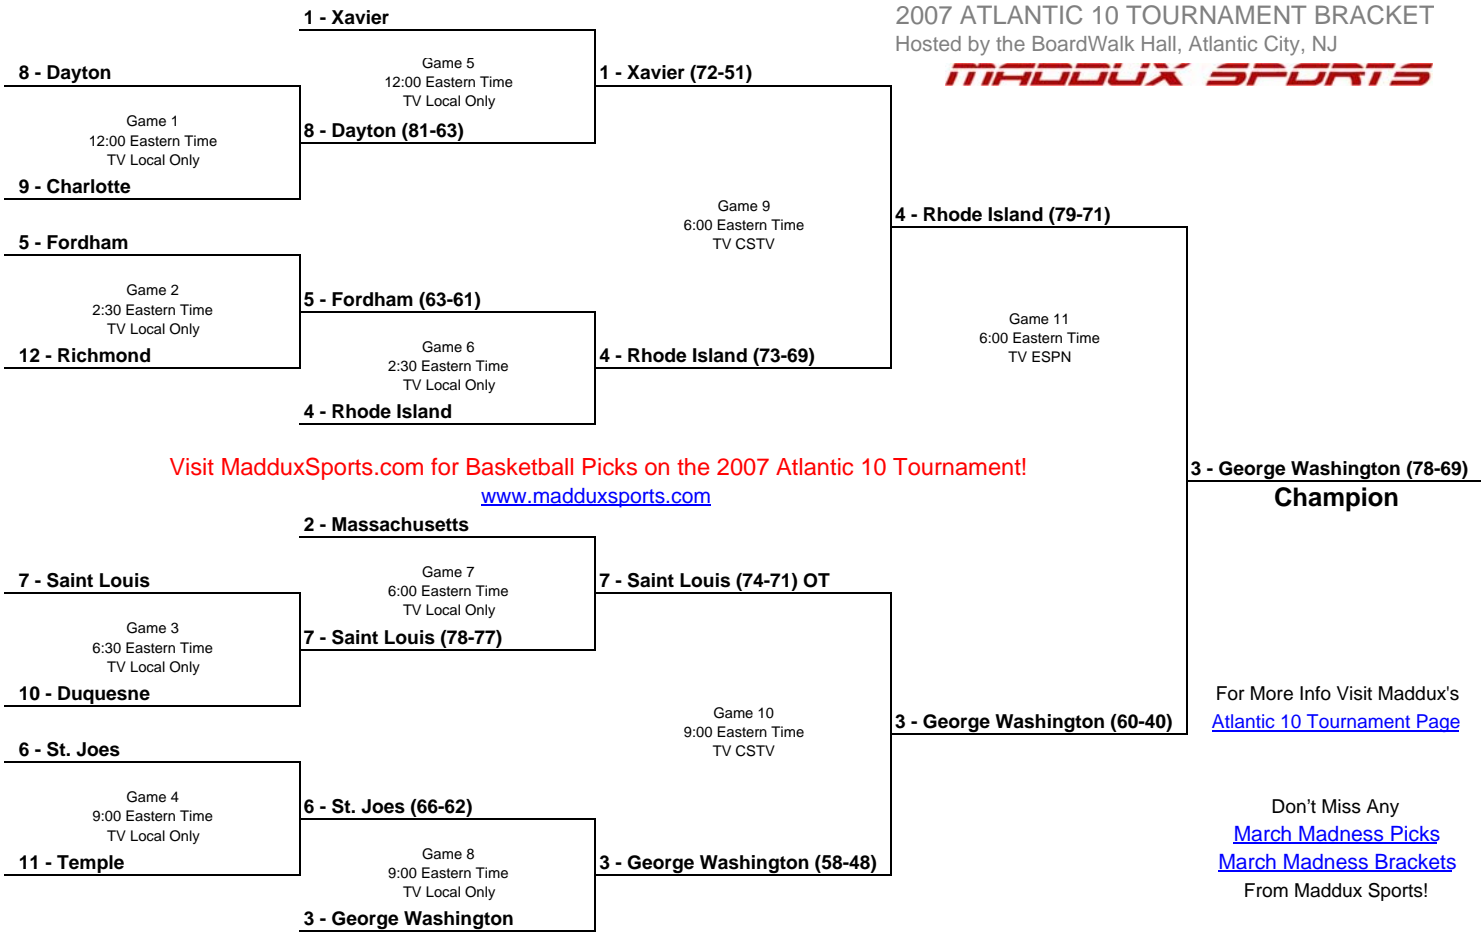 2007 ATLANTIC 10 TOURNAMENT BRACKET
Hosted by the BoardWalk Hall, Atlantic City, NJ
MADDUX SPORTS
1 - Xavier
8 - Dayton
Game 5
12:00 Eastern Time
TV Local Only
1 - Xavier (72-51)
Game 1
12:00 Eastern Time
TV Local Only
8 - Dayton (81-63)
9 - Charlotte
Game 9
6:00 Eastern Time
TV CSTV
4 - Rhode Island (79-71)
5 - Fordham
Game 2
2:30 Eastern Time
TV Local Only
5 - Fordham (63-61)
12 - Richmond
Game 6
2:30 Eastern Time
TV Local Only
4 - Rhode Island (73-69)
Game 11
6:00 Eastern Time
TV ESPN
4 - Rhode Island
Visit MadduxSports.com for Basketball Picks on the 2007 Atlantic 10 Tournament!
www.madduxsports.com
3 - George Washington (78-69)
Champion
2 - Massachusetts
7 - Saint Louis
Game 7
6:00 Eastern Time
TV Local Only
7 - Saint Louis (74-71) OT
Game 3
6:30 Eastern Time
TV Local Only
7 - Saint Louis (78-77)
10 - Duquesne
Game 10
9:00 Eastern Time
TV CSTV
3 - George Washington (60-40)
For More Info Visit Maddux's
Atlantic 10 Tournament Page
6 - St. Joes
Game 4
9:00 Eastern Time
TV Local Only
6 - St. Joes (66-62)
11 - Temple
Game 8
9:00 Eastern Time
TV Local Only
3 - George Washington (58-48)
3 - George Washington
Don't Miss Any
March Madness Picks
March Madness Brackets
From Maddux Sports!